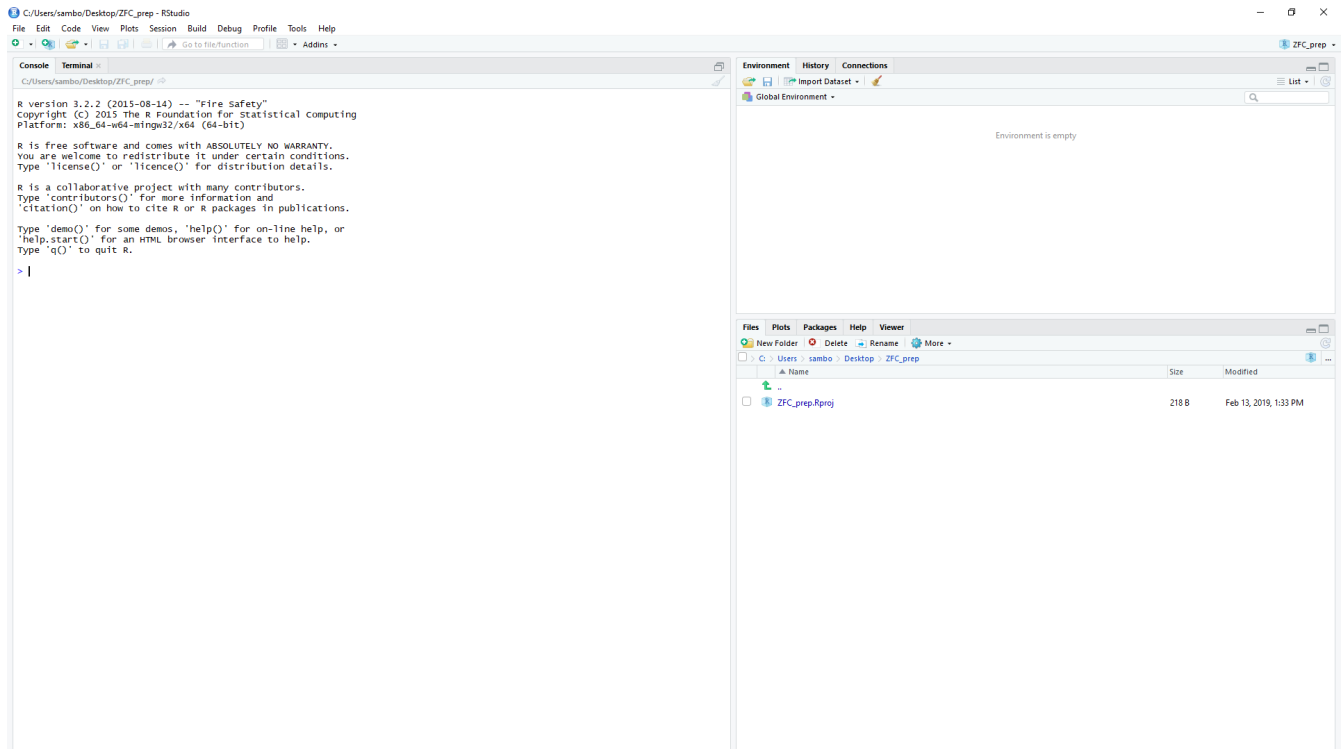 C:/Users/sambo/Desktop/ZFC_prep - RStudio
File Edit Code View Plots Session Build Debug Profile Tools Help
Go to file/function Addins ZFC_prep
Console Terminal
C:/Users/sambo/Desktop/ZFC_prep/
R version 3.2.2 (2015-08-14) -- "Fire Safety"
Copyright (C) 2015 The R Foundation for Statistical Computing
Platform: x86_64-w64-mingw32/x64 (64-bit)
R is free software and comes with ABSOLUTELY NO WARRANTY.
You are welcome to redistribute it under certain conditions.
Type 'license()' or 'licence()' for distribution details.
R is a collaborative project with many contributors.
Type 'contributors()' for more information and
'citation()' on how to cite R or R packages in publications.
Type 'demo()' for some demos, 'help()' for on-line help, or
'help.start()' for an HTML browser interface to help.
Type 'q()' to quit R.
>
Environment History Connections
Import Dataset List
Global Environment
Environment is empty
Files Plots Packages Help Viewer
New Folder Delete Rename More
C: Users sambo Desktop ZFC_prep ...
Name Size Modified
..
ZFC_prep.Rproj 218 B Feb 13, 2019, 1:33 PM